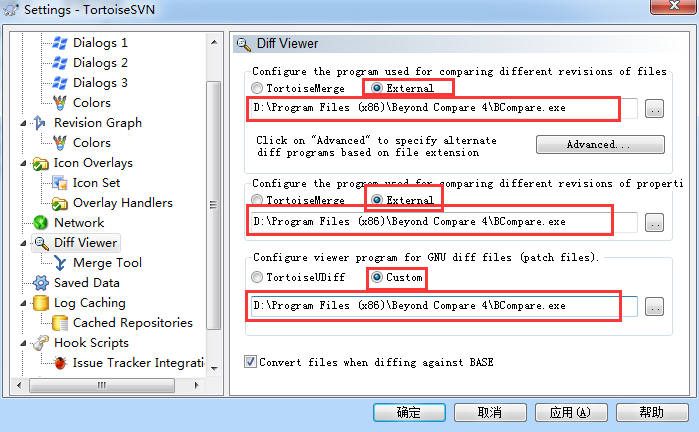 Settings - TortoiseSVN
Dialogs 1
Dialogs 2
Dialogs 3
Colors
Revision Graph
Colors
Icon Overlays
Icon Set
Overlay Handlers
Network
Diff Viewer
Merge Tool
Saved Data
Log Caching
Cached Repositories
Hook Scripts
Issue Tracker Integratio
Diff Viewer
Configure the program used for comparing different revisions of files
TortoiseMerge
External
D:\Program Files (x86)\Beyond Compare 4\BCompare.exe
..
Click on "Advanced" to specify alternate
diff programs based on file extension
Advanced...
Configure the program used for comparing different revisions of properti
TortoiseMerge
External
D:\Program Files (x86)\Beyond Compare 4\BCompare.exe
..
Configure viewer program for GNU diff files (patch files).
TortoiseUDiff
Custom
D:\Program Files (x86)\Beyond Compare 4\BCompare.exe
..
Convert files when diffing against BASE
确定
取消
应用(A)
帮助